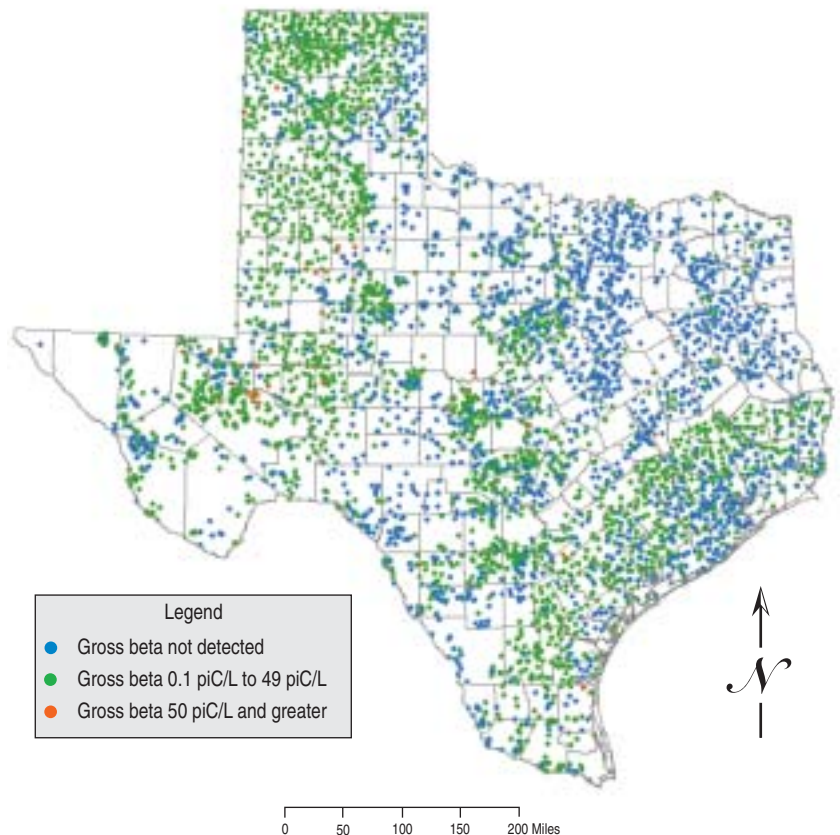 Legend
Gross beta not detected
Gross beta 0.1 piC/L to 49 piC/L
Gross beta 50 piC/L and greater
N
0 50 100 150 200 Miles